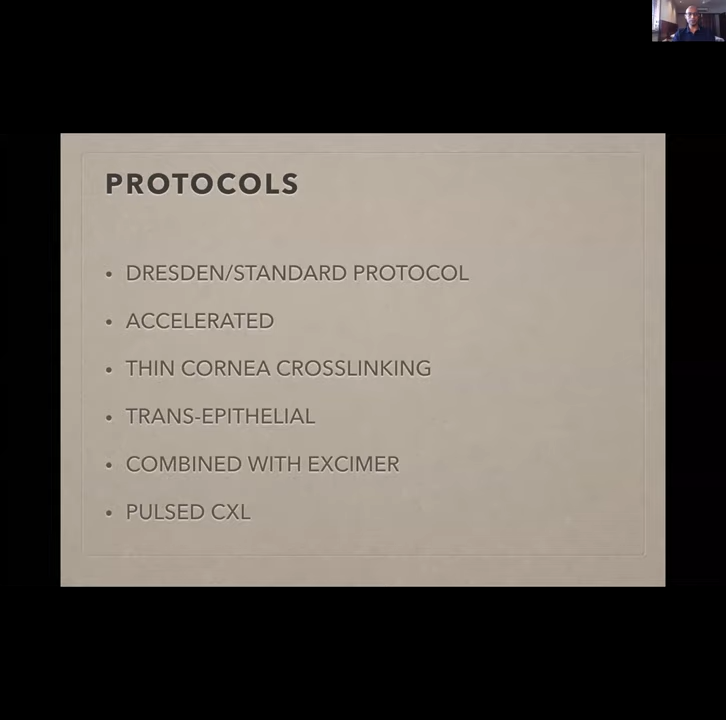 PROTOCOLS
• DRESDEN/STANDARD PROTOCOL
• ACCELERATED
• THIN CORNEA CROSSLINKING
• TRANS-EPITHELIAL
• COMBINED WITH EXCIMER
• PULSED CXL